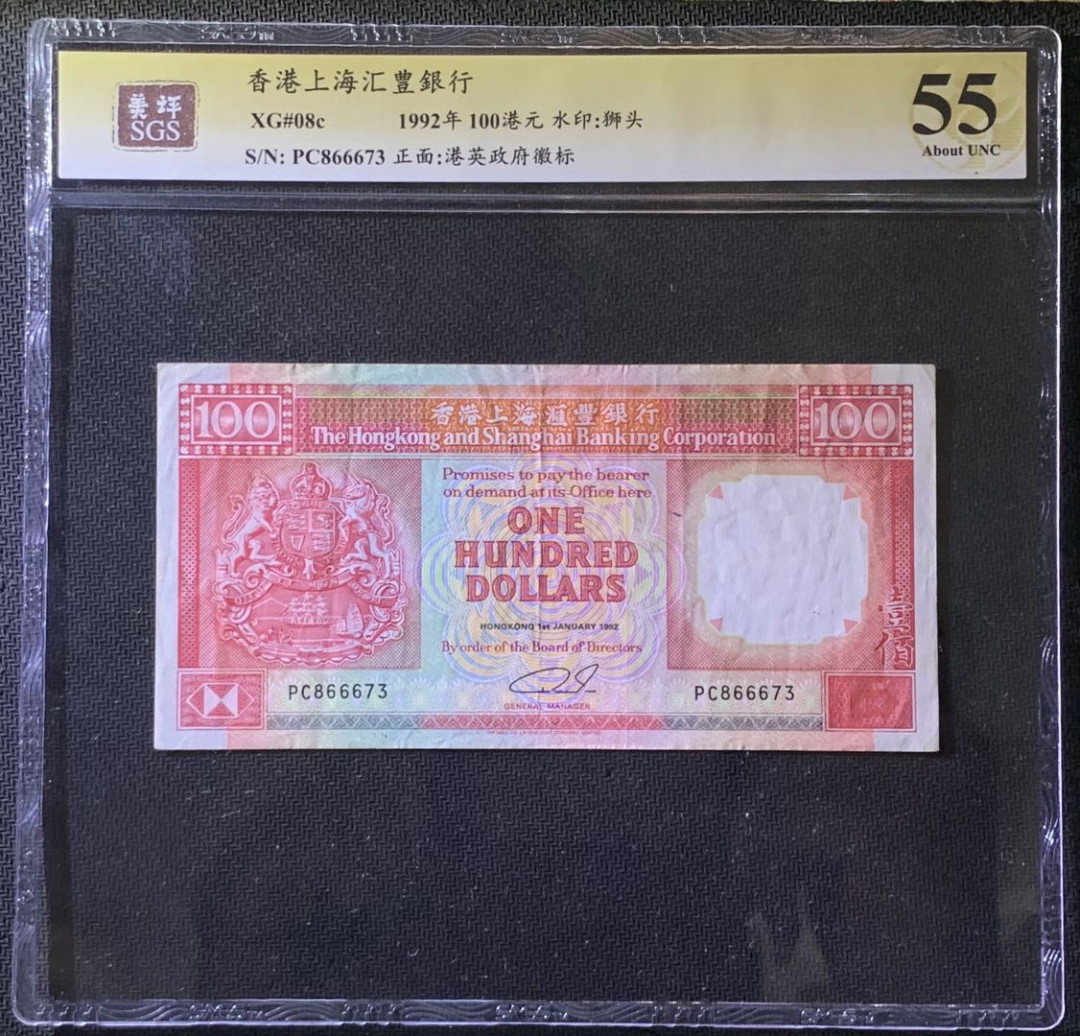 美评
SGS
香港上海汇豐銀行
XG#08c 1992年 100港元 水印:狮头
S/N: PC866673 正面:港英政府徽标
55
About UNC
100
香港上海滙豐銀行
100
The Hongkong and Shanghai Banking Corporation
Promises to pay the bearer
on demand at its Office here
ONE
HUNDRED
DOLLARS
HONGKONG 1st JANUARY 1992
By order of the Board of Directors
壹佰
PC866673
PC866673
GENERAL MANAGER